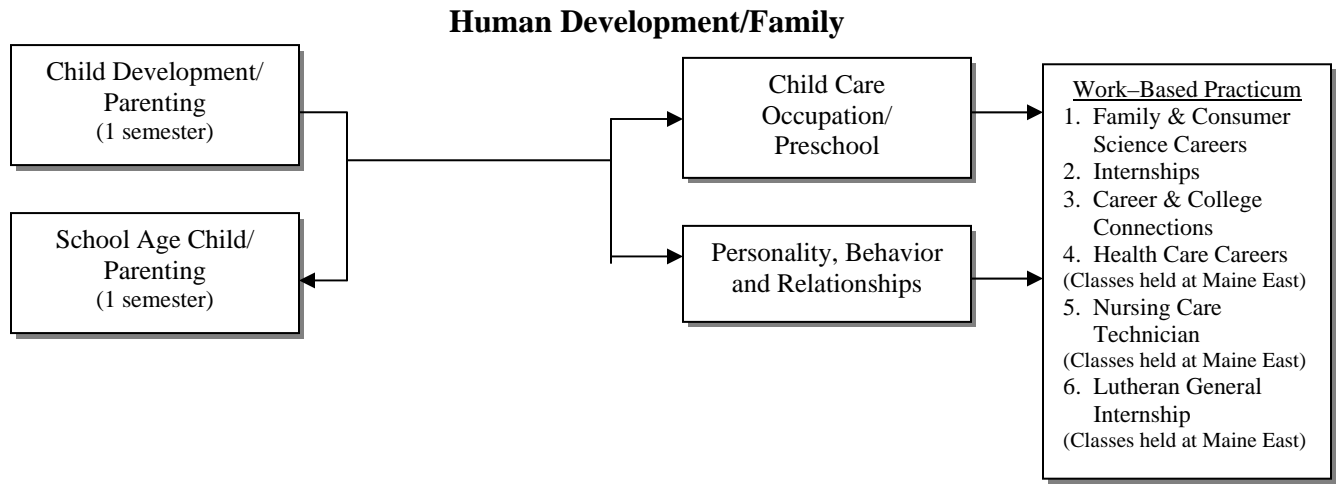 Human Development/Family
Child Development/
Parenting
(1 semester)
School Age Child/
Parenting
(1 semester)
Child Care
Occupation/
Preschool
Personality, Behavior
and Relationships
Work–Based Practicum
1. Family & Consumer
Science Careers
2. Internships
3. Career & College
Connections
4. Health Care Careers
(Classes held at Maine East)
5. Nursing Care
Technician
(Classes held at Maine East)
6. Lutheran General
Internship
(Classes held at Maine East)